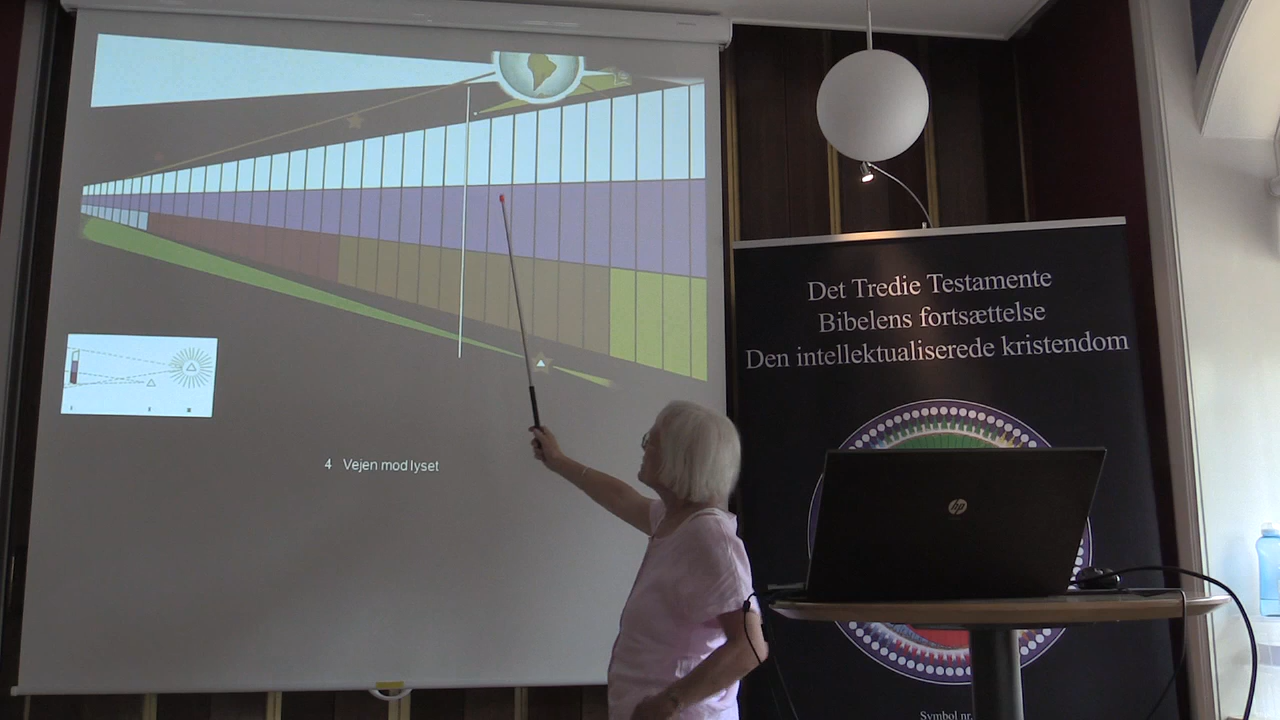 4 Vejen mod lyset
Det Tredie Testamente
Bibelens fortsættelse
Den intellektualiserede kristendom
hp
Symbol nr.